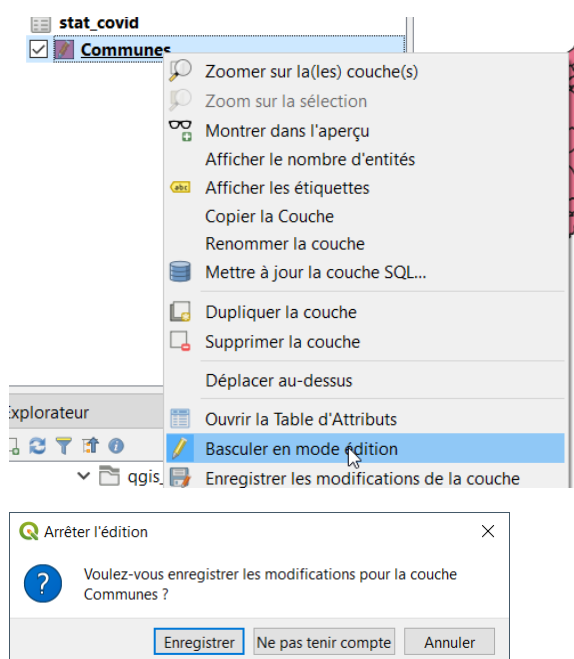 stat_covid
Communes
Zoomer sur la(les) couche(s)
Zoom sur la sélection
Montrer dans l'aperçu
Afficher le nombre d'entités
abc Afficher les étiquettes
Copier la Couche
Renommer la couche
Mettre à jour la couche SQL...
Dupliquer la couche
Supprimer la couche
Déplacer au-dessus
Explorateur
Ouvrir la Table d'Attributs
Basculer en mode édition
qgis_
Enregistrer les modifications de la couche
Arrêter l'édition
Voulez-vous enregistrer les modifications pour la couche
Communes ?
Enregistrer Ne pas tenir compte Annuler